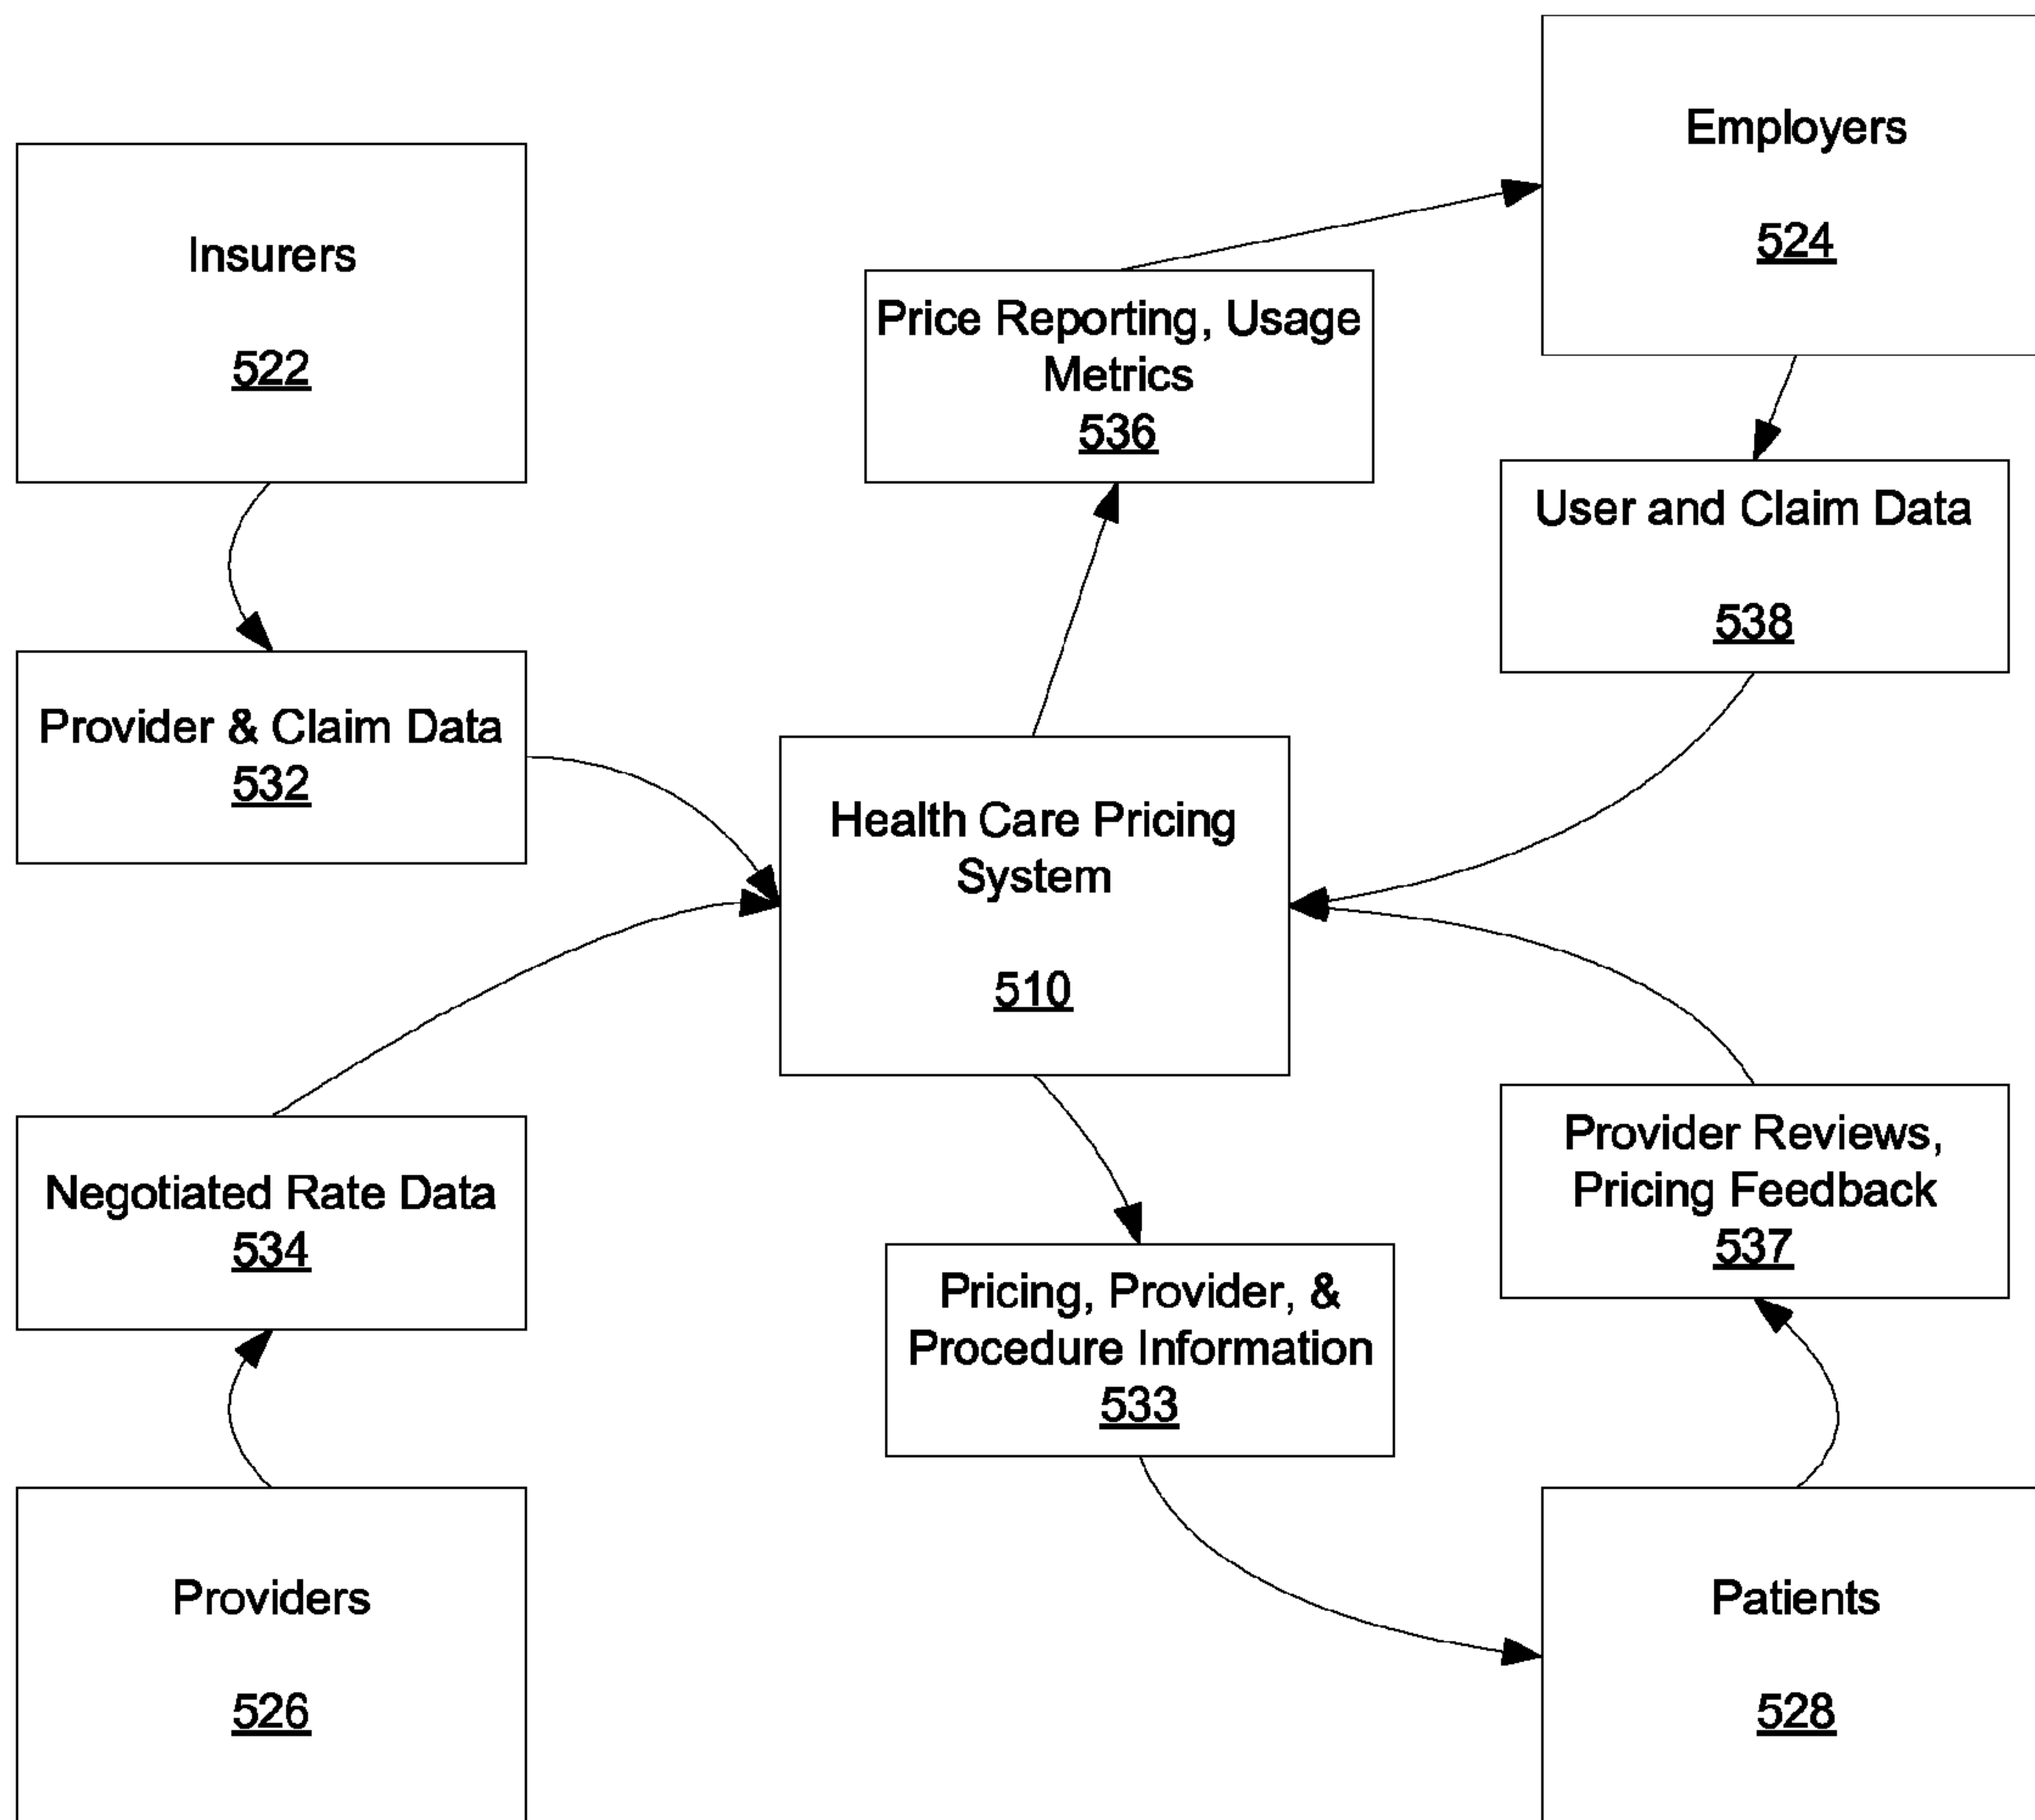 Insurers
522
Employers
524
Price Reporting, Usage
Metrics
536
User and Claim Data
538
Provider & Claim Data
532
Health Care Pricing
System
510
Negotiated Rate Data
534
Provider Reviews,
Pricing Feedback
537
Pricing, Provider, &
Procedure Information
533
Providers
526
Patients
528